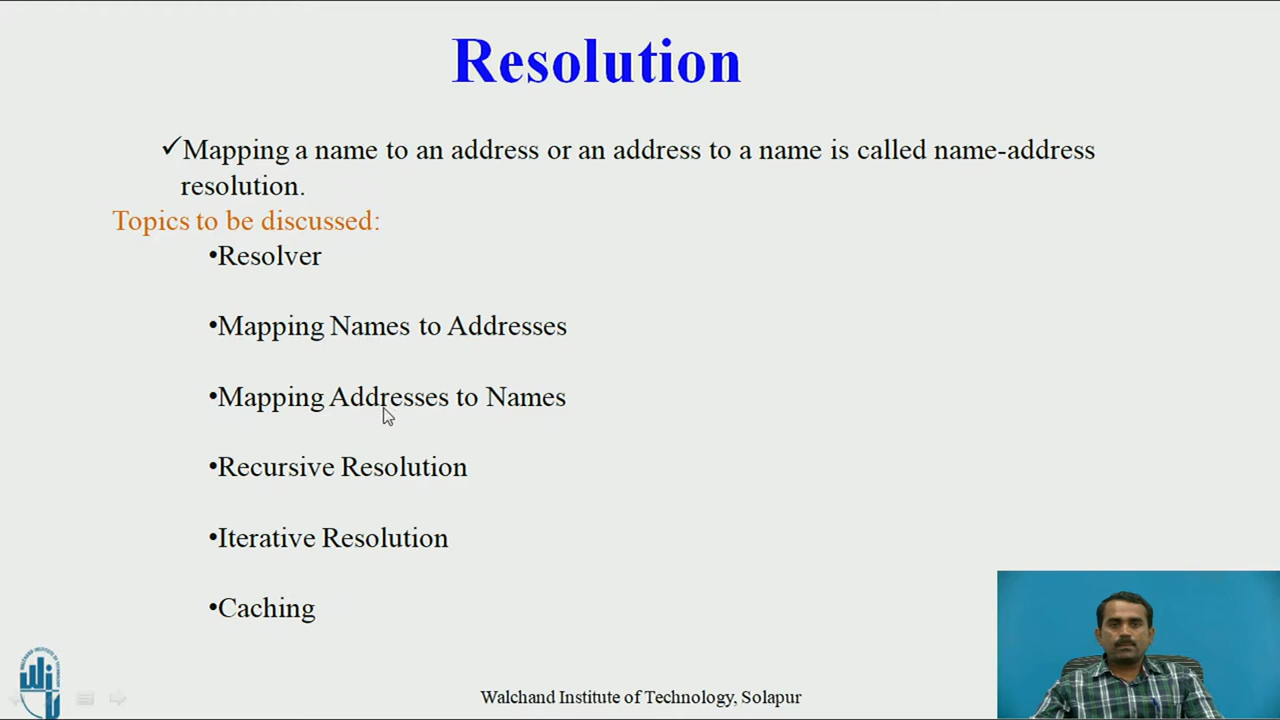 Resolution
✓Mapping a name to an address or an address to a name is called name-address
resolution.
Topics to be discussed:
•Resolver
•Mapping Names to Addresses
•Mapping Addresses to Names
•Recursive Resolution
•Iterative Resolution
•Caching
Walchand Institute of Technology, Solapur